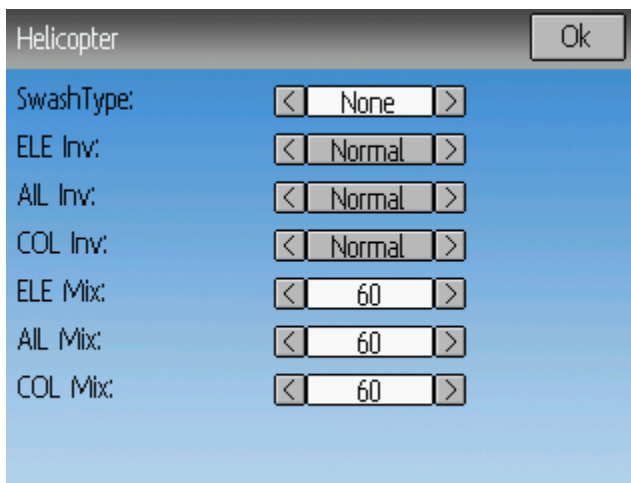 Helicopter Ok
SwashType: < None >
ELE Inv: < Normal >
AIL Inv: < Normal >
COL Inv: < Normal >
ELE Mix: < 60 >
AIL Mix: < 60 >
COL Mix: < 60 >